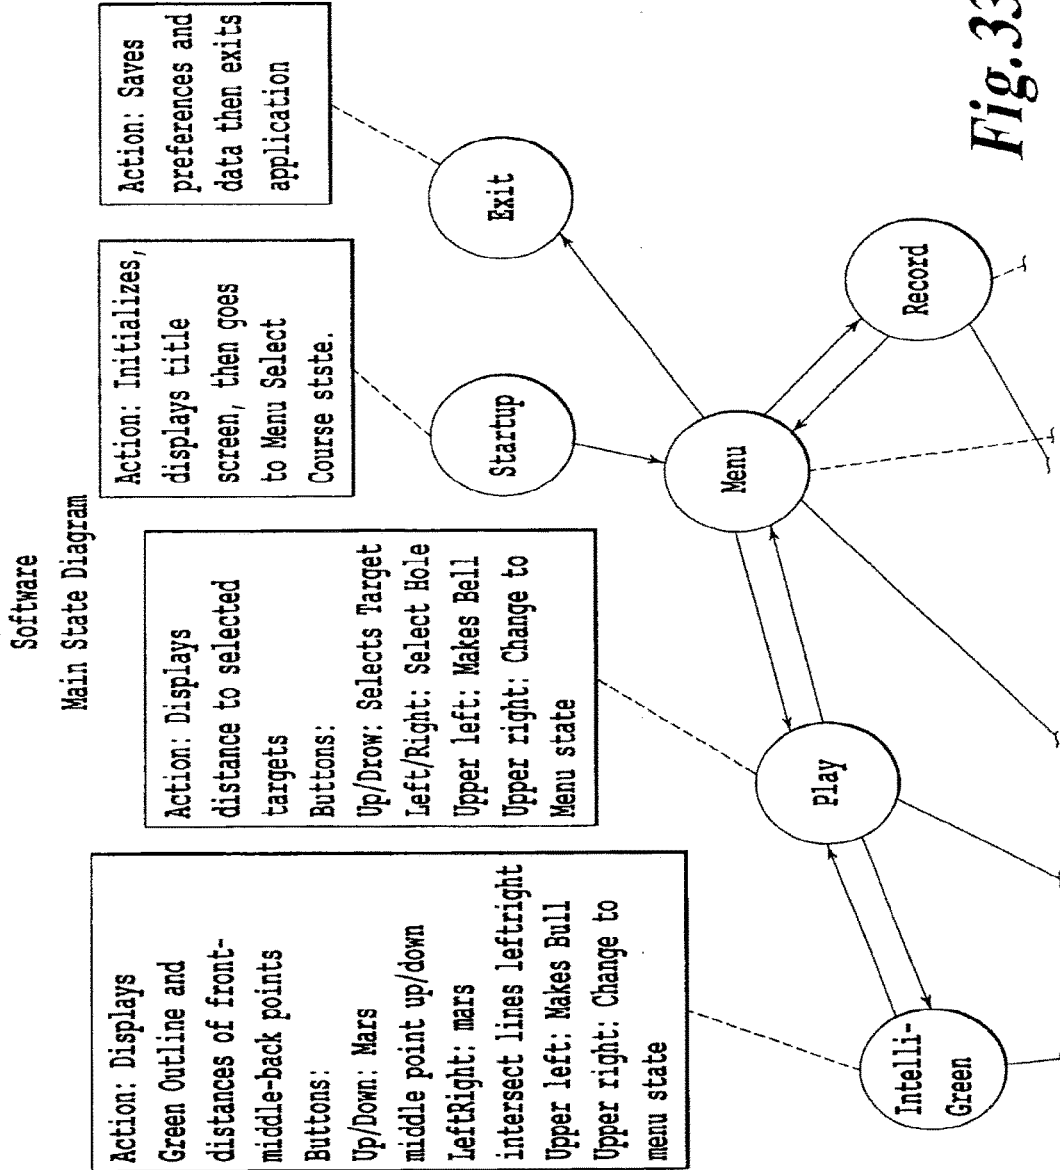 Software
Main State Diagram
Action: Displays
Green Outline and
distances of front-
middle-back points
Buttons:
Up/Down: Mars
middle point up/down
LeftRight: mars
intersect lines leftright
Upper left: Makes Bull
Upper right: Change to
menu state
Action: Displays
distance to selected
targets
Buttons:
Up/Drow: Selects Target
Left/Right: Select Hole
Upper left: Makes Bell
Upper right: Change to
Menu state
Action: Initializes,
displays title
screen, then goes
to Menu Select
Course stste.
Action: Saves
preferences and
data then exits
application
Startup
Exit
Intelli-
Green
Play
Menu
Record
Fig.33